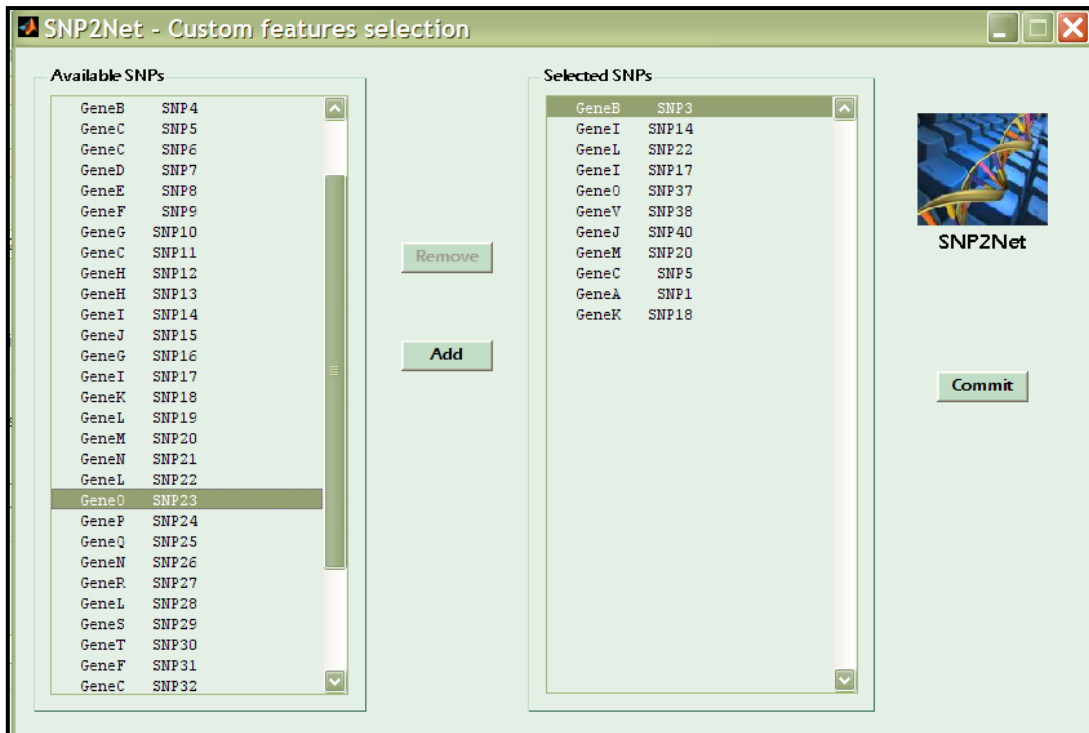 SNP2Net - Custom features selection
Available SNPs
GeneB SNP4
GeneC SNP5
GeneC SNP6
GeneD SNP7
GeneE SNP8
GeneF SNP9
GeneG SNP10
GeneC SNP11
GeneH SNP12
GeneH SNP13
GeneI SNP14
GeneJ SNP15
GeneG SNP16
GeneI SNP17
GeneK SNP18
GeneL SNP19
GeneM SNP20
GeneN SNP21
GeneL SNP22
GeneO SNP23
GeneP SNP24
GeneQ SNP25
GeneN SNP26
GeneR SNP27
GeneL SNP28
GeneS SNP29
GeneT SNP30
GeneF SNP31
GeneC SNP32
Remove
Add
Selected SNPs
GeneB SNP3
GeneI SNP14
GeneL SNP22
GeneI SNP17
GeneO SNP37
GeneV SNP38
GeneJ SNP40
GeneM SNP20
GeneC SNP5
GeneA SNP1
GeneK SNP18
SNP2Net
Commit